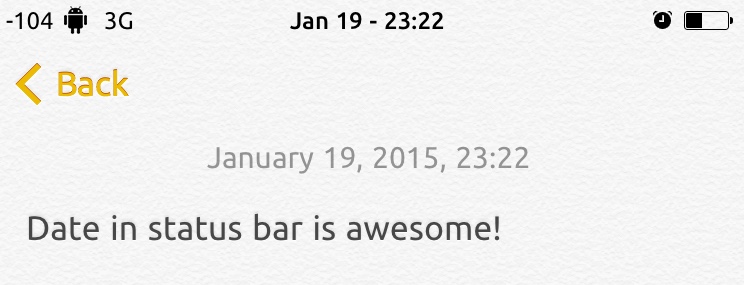 -104 3G Jan 19 - 23:22
Back
January 19, 2015, 23:22
Date in status bar is awesome!